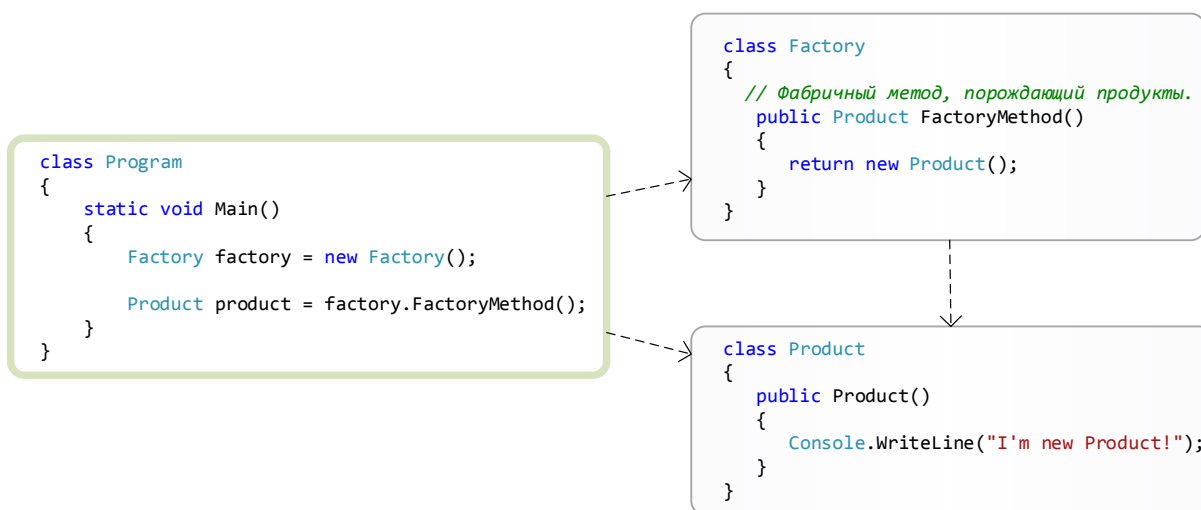 class Program
{
    static void Main()
    {
        Factory factory = new Factory();
        Product product = factory.FactoryMethod();
    }
}
class Factory
{
  // Фабричный метод, порождающий продукты.
   public Product FactoryMethod()
   {
      return new Product();
   }
}
class Product
{
   public Product()
   {
      Console.WriteLine("I'm new Product!");
   }
}